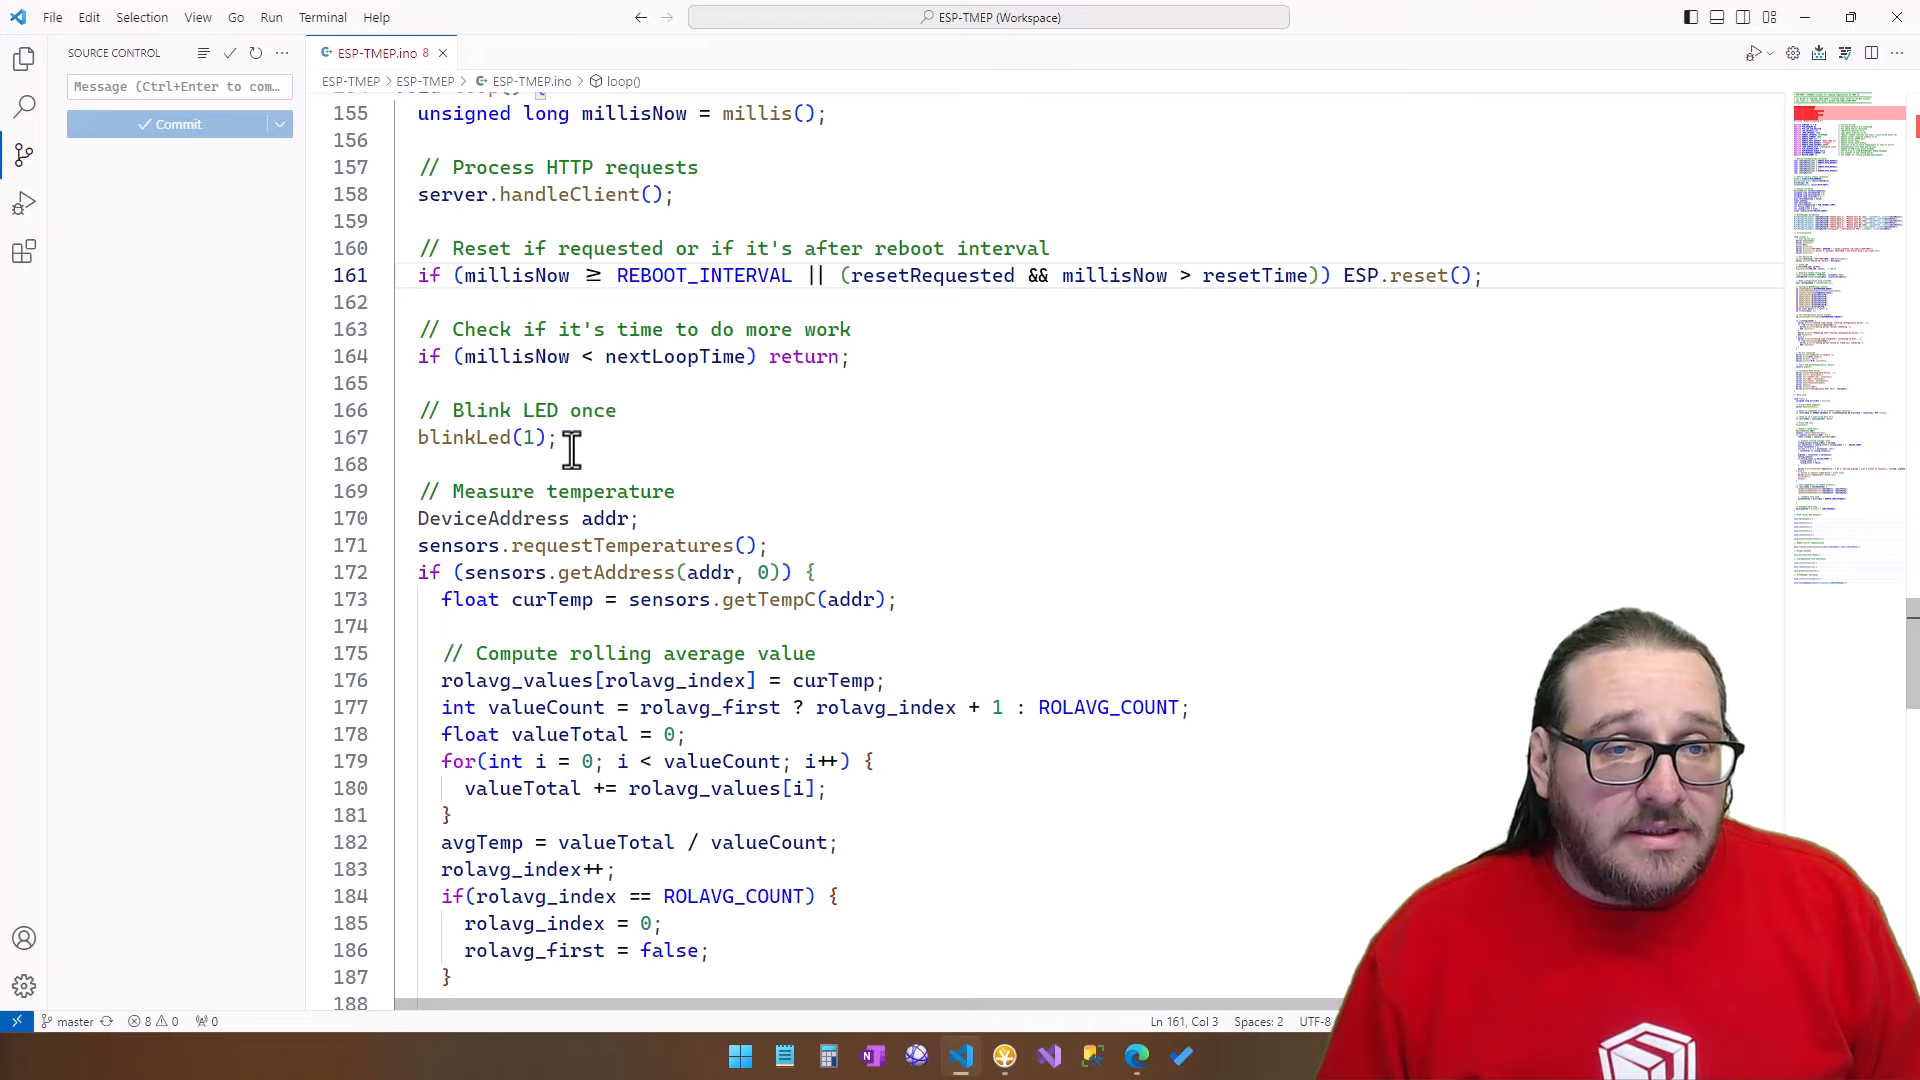 File Edit Selection View Go Run Terminal Help
ESP-TMEP (Workspace)
SOURCE CONTROL
ESP-TMEP.ino 8
Message (Ctrl+Enter to com...
ESP-TMEP > ESP-TMEP > ESP-TMEP.ino > loop()
Commit
155 unsigned long millisNow = millis();
156
157 // Process HTTP requests
158 server.handleClient();
159
160 // Reset if requested or if it's after reboot interval
161 if (millisNow ≥ REBOOT_INTERVAL || (resetRequested && millisNow > resetTime)) ESP.reset();
162
163 // Check if it's time to do more work
164 if (millisNow < nextLoopTime) return;
165
166 // Blink LED once
167 blinkLed(1);
168
169 // Measure temperature
170 DeviceAddress addr;
171 sensors.requestTemperatures();
172 if (sensors.getAddress(addr, 0)) {
173 float curTemp = sensors.getTempC(addr);
174
175 // Compute rolling average value
176 rolavg_values[rolavg_index] = curTemp;
177 int valueCount = rolavg_first ? rolavg_index + 1 : ROLAVG_COUNT;
178 float valueTotal = 0;
179 for(int i = 0; i < valueCount; i++) {
180 valueTotal += rolavg_values[i];
181 }
182 avgTemp = valueTotal / valueCount;
183 rolavg_index++;
184 if(rolavg_index == ROLAVG_COUNT) {
185 rolavg_index = 0;
186 rolavg_first = false;
187 }
188
master 8 0 0 Ln 161, Col 3 Spaces: 2 UTF-8